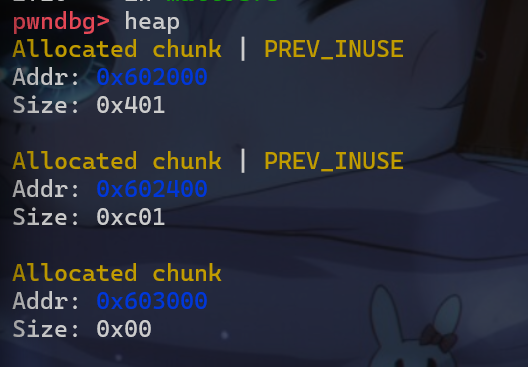 pwndbg> heap
Allocated chunk | PREV_INUSE
Addr: 0x602000
Size: 0x401
Allocated chunk | PREV_INUSE
Addr: 0x602400
Size: 0xc01
Allocated chunk
Addr: 0x603000
Size: 0x00